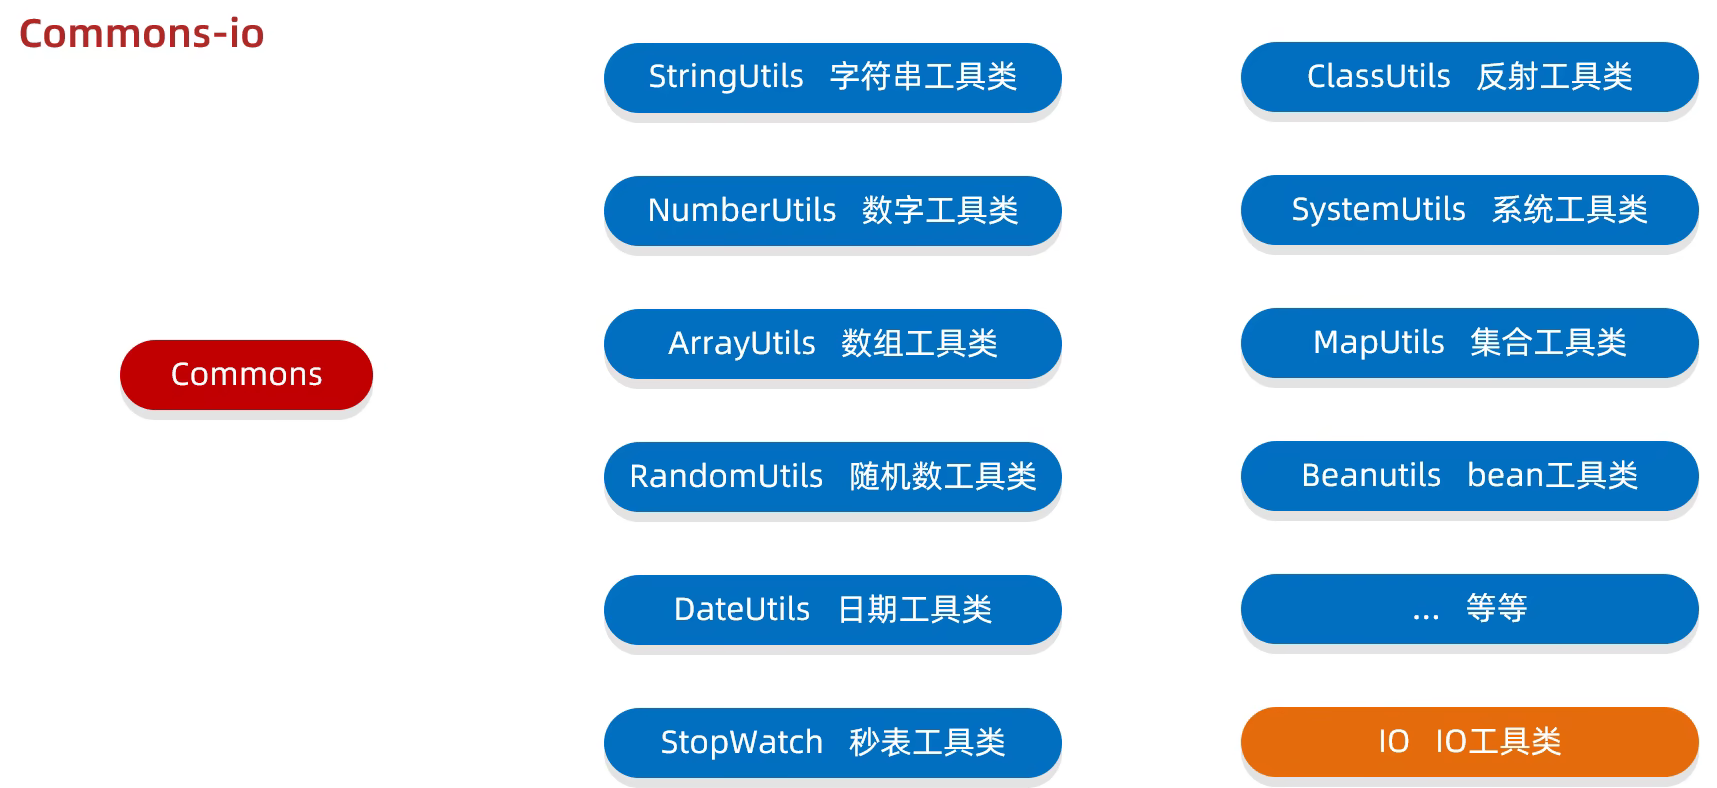 Commons-io
Commons
StringUtils 字符串工具类
NumberUtils 数字工具类
ArrayUtils 数组工具类
RandomUtils 随机数工具类
DateUtils 日期工具类
StopWatch 秒表工具类
ClassUtils 反射工具类
SystemUtils 系统工具类
MapUtils 集合工具类
Beanutils bean工具类
... 等等
IO IO工具类